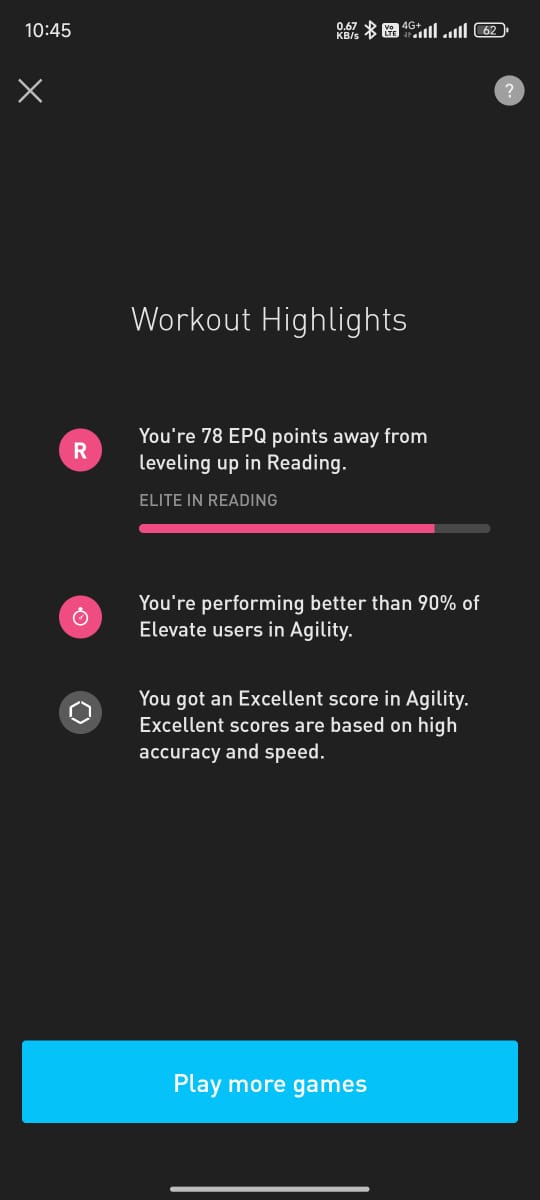 10:45
0.67
KB/s
Vo
LTE
4G+
62
?
Workout Highlights
R
You're 78 EPQ points away from
leveling up in Reading.
ELITE IN READING
You're performing better than 90% of
Elevate users in Agility.
You got an Excellent score in Agility.
Excellent scores are based on high
accuracy and speed.
Play more games